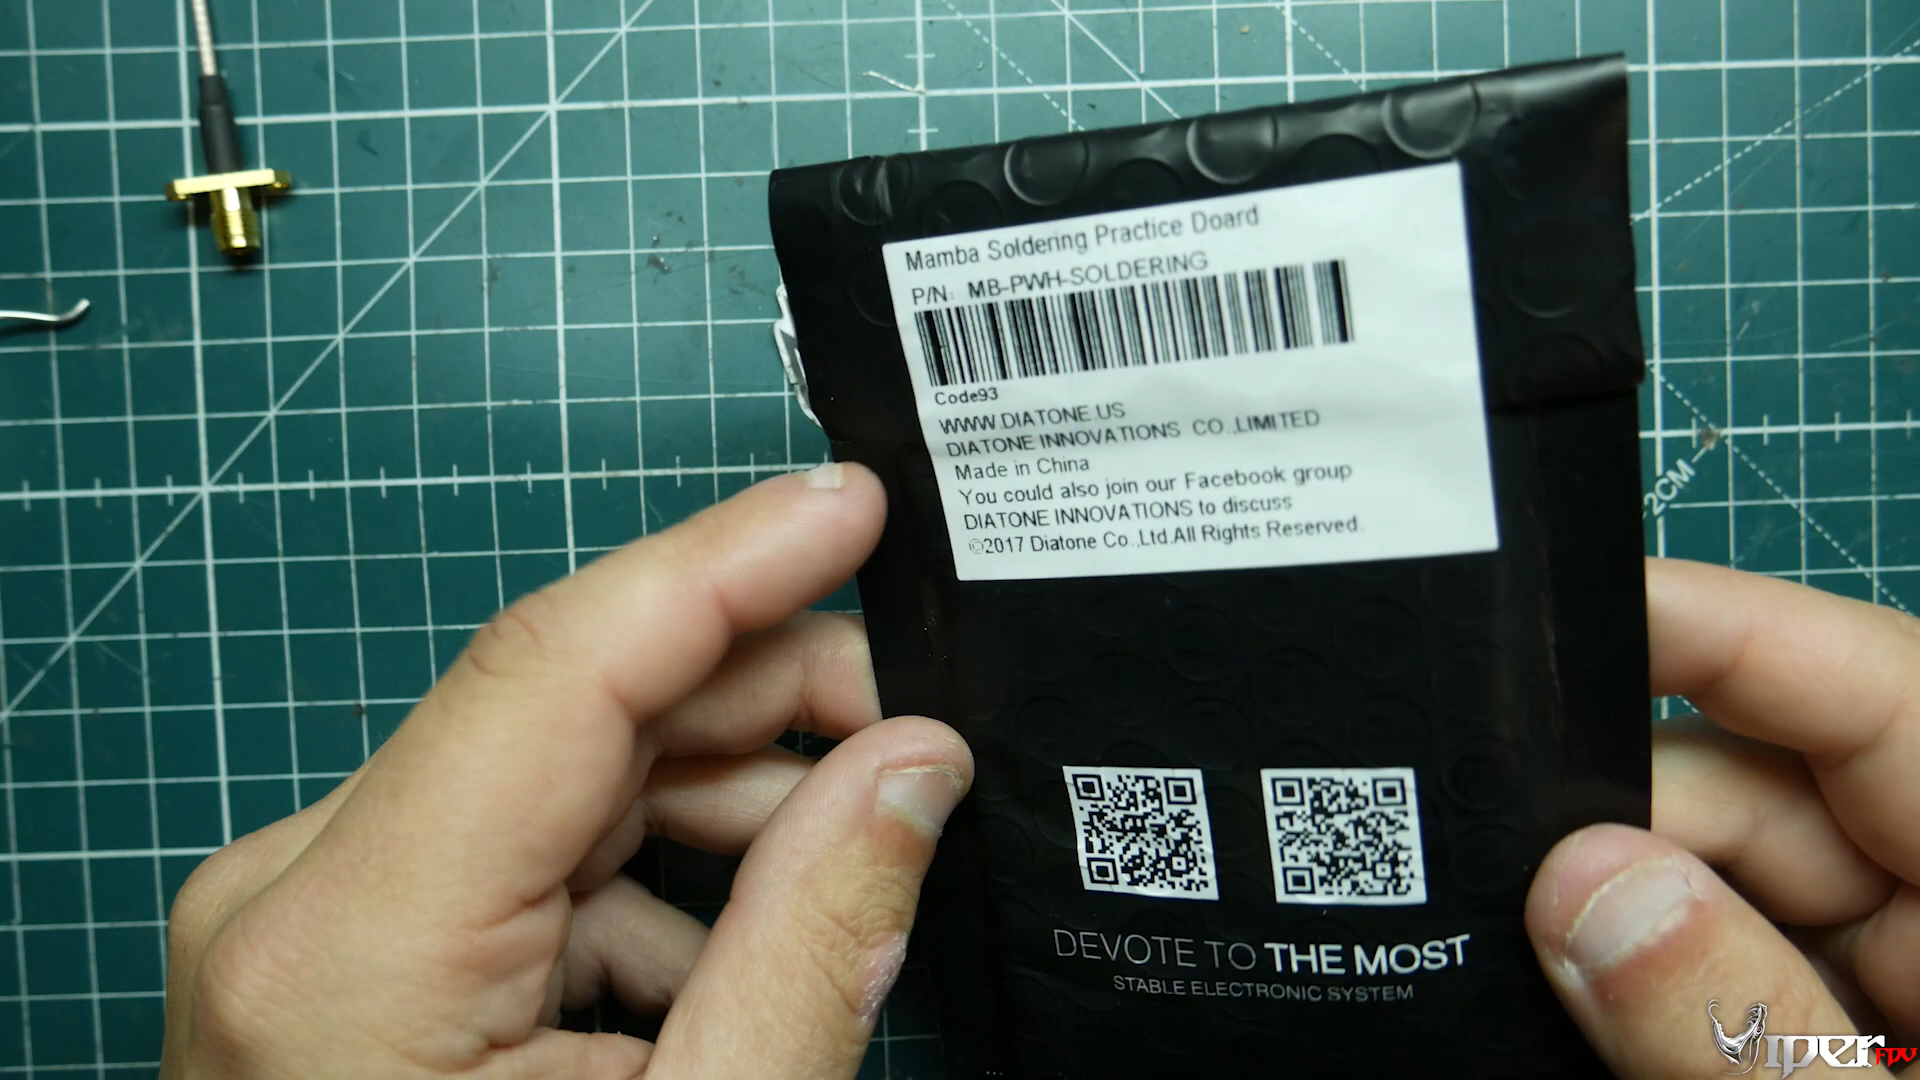 Mamba Soldering Practice Doard
P/N: MB-PWH-SOLDERING
Code93
WWW.DIATONE.US
DIATONE INNOVATIONS CO.,LIMITED
Made in China
You could also join our Facebook group
DIATONE INNOVATIONS to discuss
©2017 Diatone Co.,Ltd.All Rights Reserved.
2CM
DEVOTE TO THE MOST
STABLE ELECTRONIC SYSTEM
Viper FDV